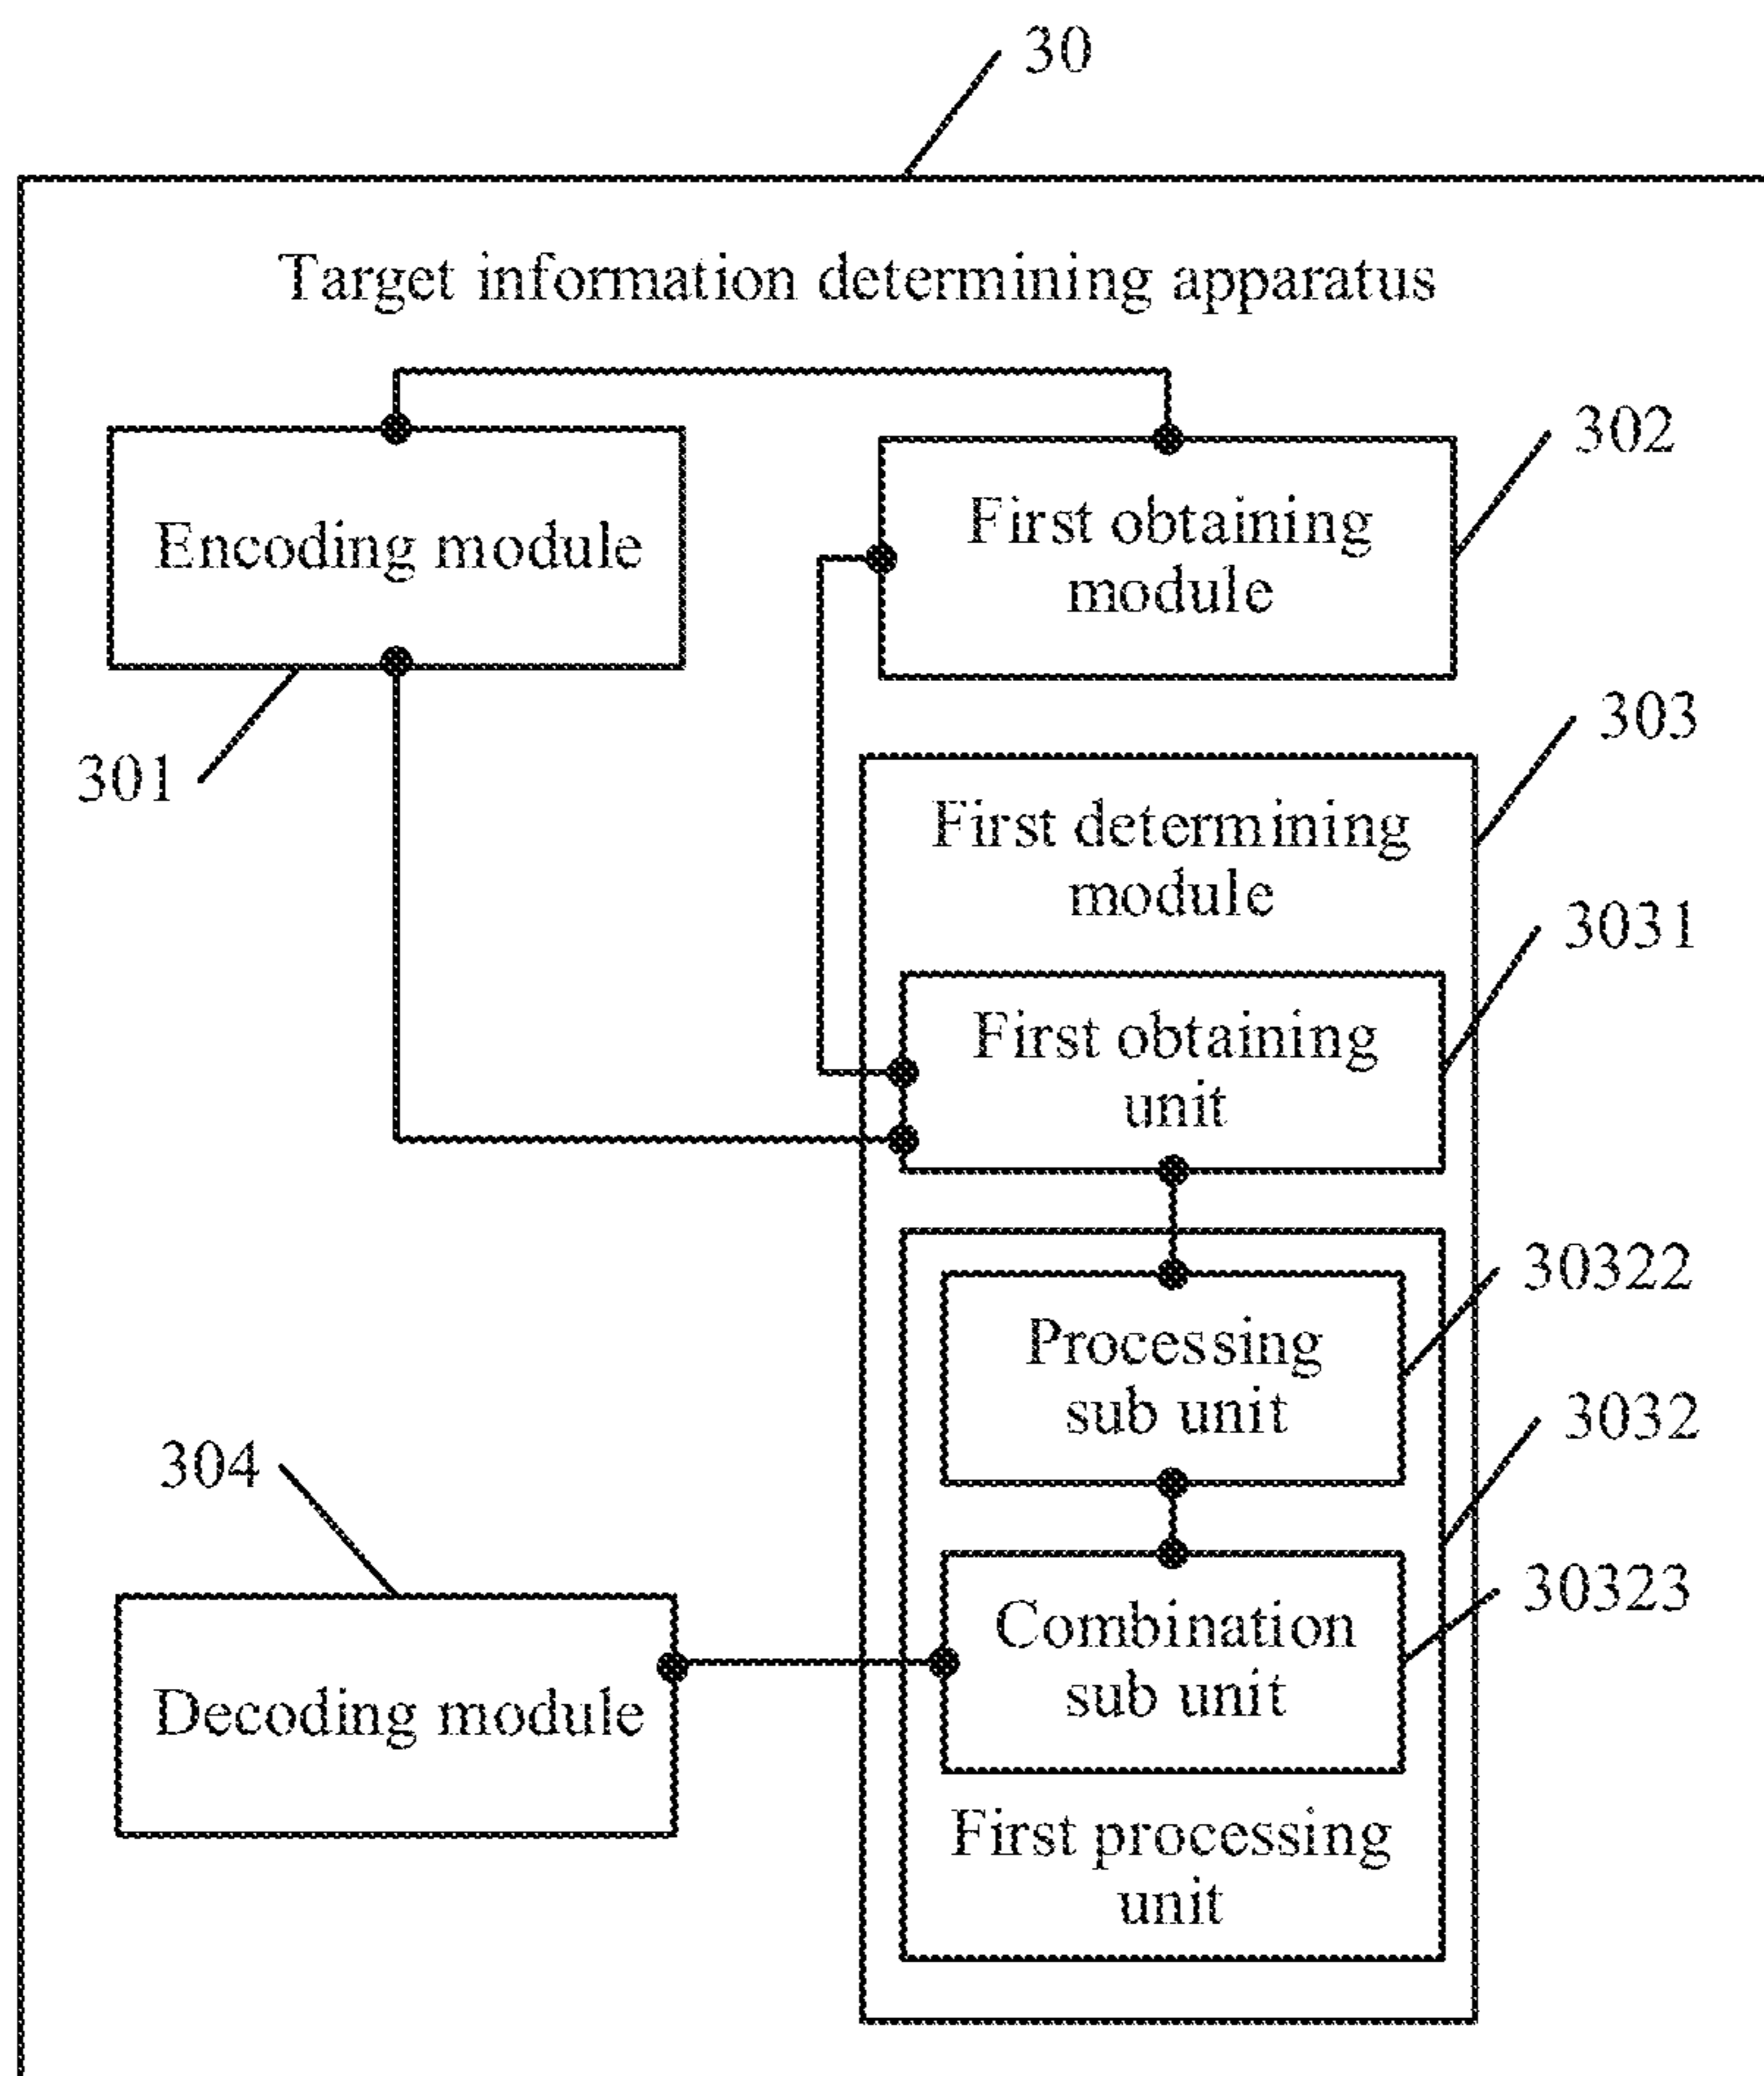 30
Target information determining apparatus
Encoding module
301
First obtaining
module
302
303
First determining
module
3031
First obtaining
unit
30322
Processing
sub unit
3032
304
30323
Combination
sub unit
Decoding module
First processing
unit